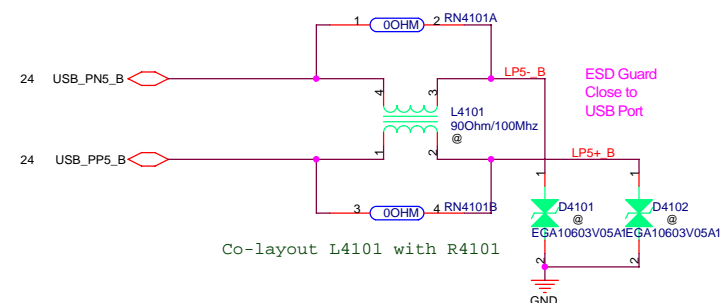 1 0OHM 2 RN4101A
24 USB_PN5_B
LP5-_B
ESD Guard
Close to
USB Port
4 3
L4101
90Ohm/100Mhz
@
1 2
24 USB_PP5_B
LP5+_B
3 0OHM 4 RN4101B
1 1
D4101 D4102
@ @
EGA10603V05A1 EGA10603V05A1
Co-layout L4101 with R4101
2 2
GND